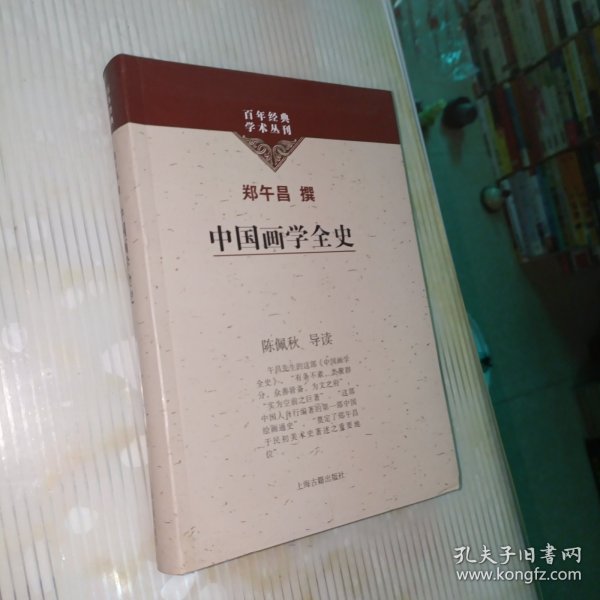 百年经典
学术丛刊
郑午昌 撰
中国画学全史
陈佩秋 导读
午昌先生的这部《中国画学
全史》，“有条不紊，类聚群
分，众善皆备，为文之府”
“实为空前之巨著” “这部
中国人自行编著的第一部中国
绘画通史” “奠定了郑午昌
于民初美术史著述之重要地
位”
上海古籍出版社
孔夫子旧书网
www.kongfz.com